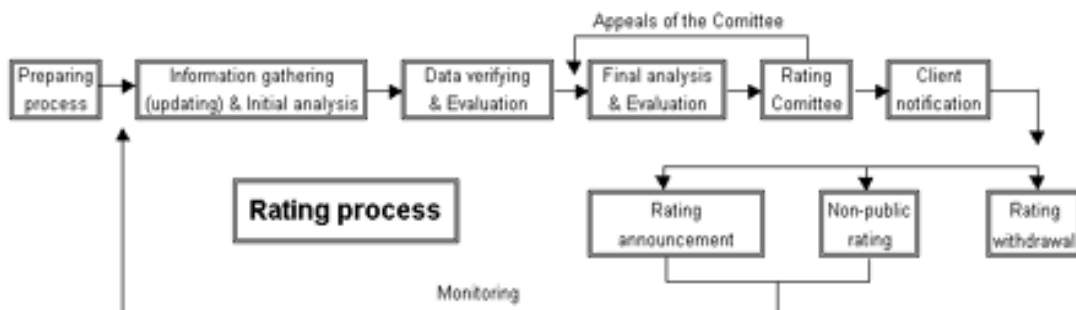 Appeals of the Comittee
Preparing
process
Information gathering
(updating) & Initial analysis
Data verifying
& Evaluation
Final analysis
& Evaluation
Rating
Comittee
Client
notification
Rating process
Rating
announcement
Non-public
rating
Rating
withdrawal
Monitoring